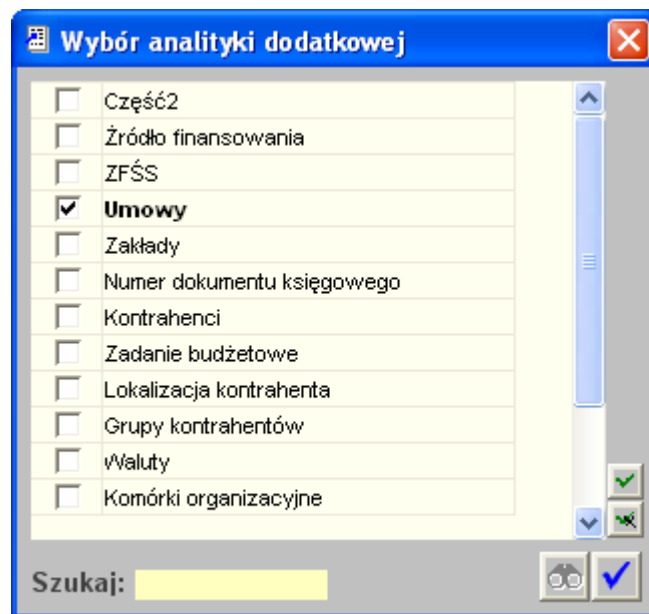 Wybór analityki dodatkowej
Część2
Źródło finansowania
ZFŚS
Umowy
Zakłady
Numer dokumentu księgowego
Kontrahenci
Zadanie budżetowe
Lokalizacja kontrahenta
Grupy kontrahentów
Waluty
Komórki organizacyjne
Szukaj: